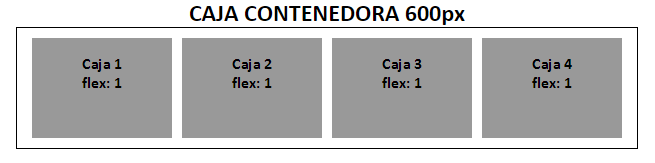 CAJA CONTENEDORA 600px
Caja 1
flex: 1
Caja 2
flex: 1
Caja 3
flex: 1
Caja 4
flex: 1